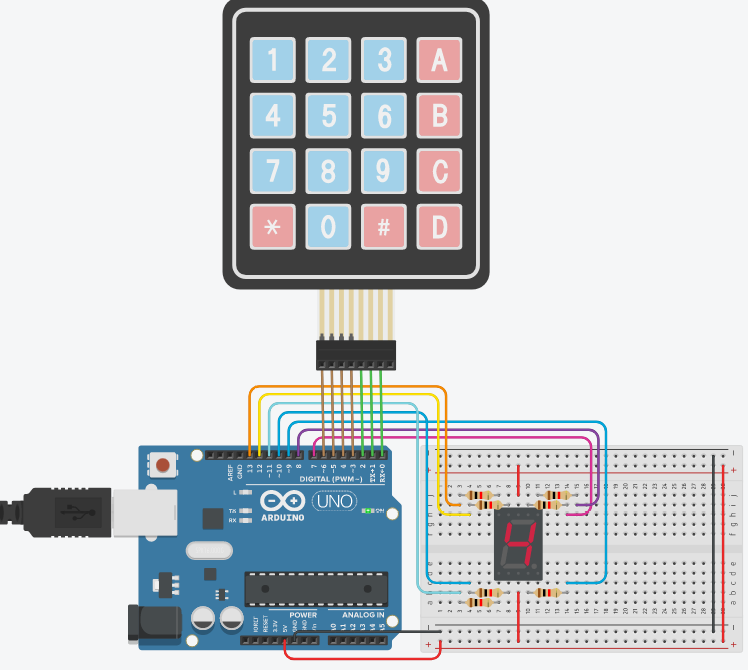 1 2 3 A
4 5 6 B
7 8 9 C
* 0 # D
AREF
GND
13
12
~11
~10
~9
8
7
~6
~5
4
~3
2
TX→1
RX←0
DIGITAL (PWM~)
L
TX
RX
ARDUINO
UNO
ON
POWER
ANALOG IN
IOREF
RESET
3.3V
5V
GND
GND
Vin
A0
A1
A2
A3
A4
A5
4